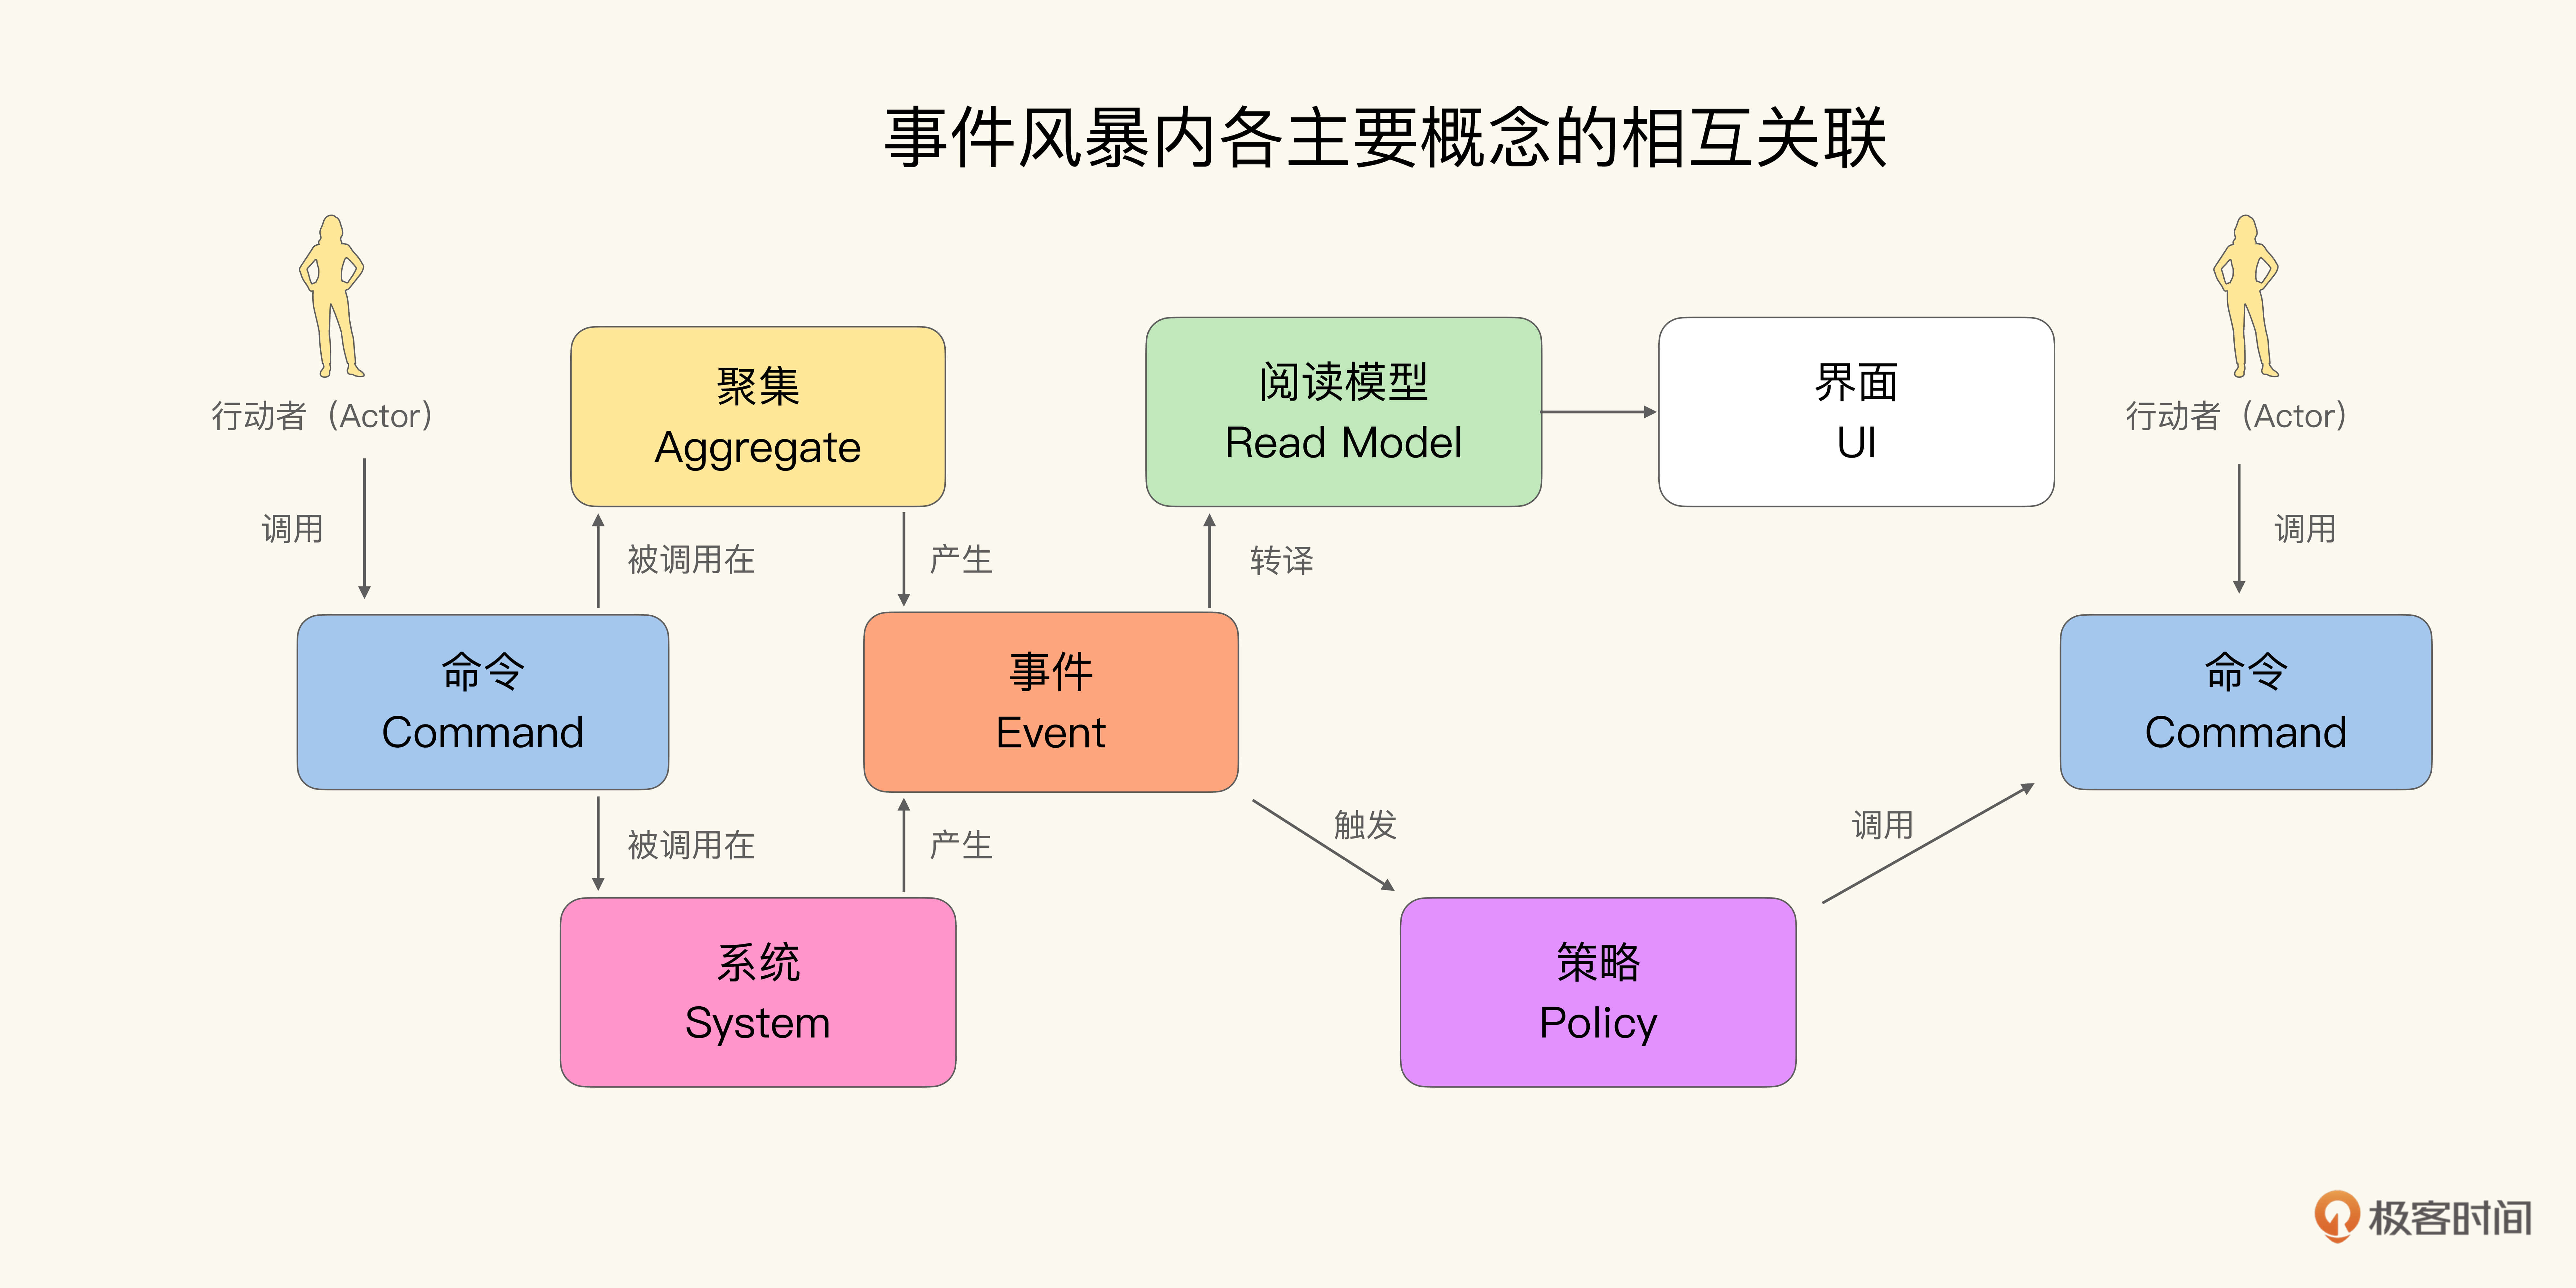 事件风暴内各主要概念的相互关联
行动者（Actor）
调用
命令
Command
被调用在
聚集
Aggregate
产生
被调用在
系统
System
产生
事件
Event
转译
阅读模型
Read Model
界面
UI
触发
策略
Policy
调用
行动者（Actor）
调用
命令
Command
极客时间